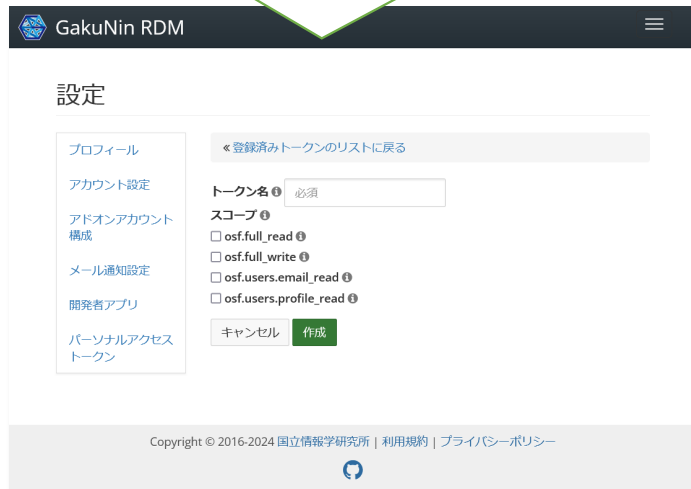 GakuNin RDM
設定
プロフィール
アカウント設定
アドオンアカウント
構成
メール通知設定
開発者アプリ
パーソナルアクセス
トークン
« 登録済みトークンのリストに戻る
トークン名 必須
スコープ
osf.full_read
osf.full_write
osf.users.email_read
osf.users.profile_read
キャンセル 作成
Copyright © 2016-2024 国立情報学研究所 | 利用規約 | プライバシーポリシー